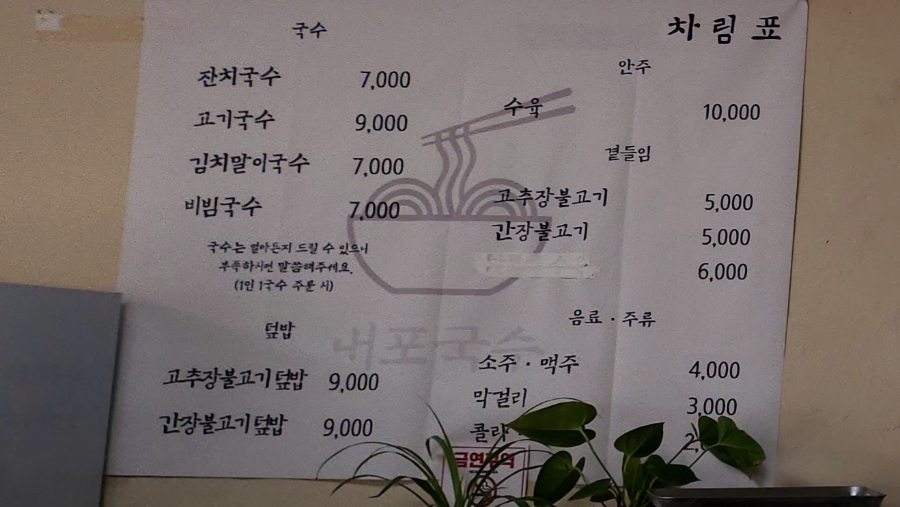 차림표
국수
잔치국수 7,000
고기국수 9,000
김치말이국수 7,000
비빔국수 7,000
국수는 얼마든지 드릴 수 있으니
부족하시면 말씀해주세요.
(1인 1국수 주문 시)
덮밥
고추장불고기덮밥 9,000
간장불고기덮밥 9,000
안주
수육 10,000
곁들임
고추장불고기 5,000
간장불고기 5,000
6,000
음료 · 주류
소주 · 맥주 4,000
막걸리 3,000
콜라
내포국수
금연구역